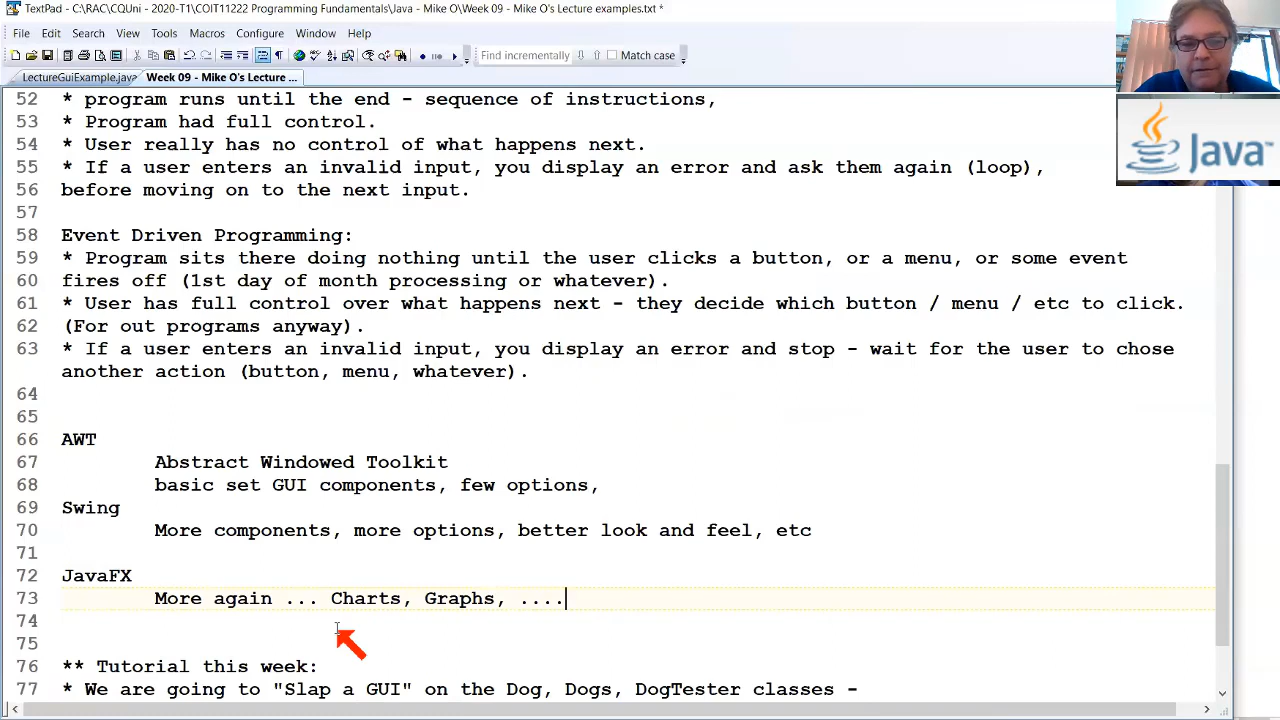 TextPad - C:\RAC\CQUni - 2020-T1\COIT11222 Programming Fundamentals\Java - Mike O\Week 09 - Mike O's Lecture examples.txt *
File Edit Search View Tools Macros Configure Window Help
Find incrementally Match case
LectureGuiExample.java Week 09 - Mike O's Lecture ...
Java™
52 * program runs until the end - sequence of instructions,
53 * Program had full control.
54 * User really has no control of what happens next.
55 * If a user enters an invalid input, you display an error and ask them again (loop),
56 before moving on to the next input.
57
58 Event Driven Programming:
59 * Program sits there doing nothing until the user clicks a button, or a menu, or some event
60 fires off (1st day of month processing or whatever).
61 * User has full control over what happens next - they decide which button / menu / etc to click.
62 (For out programs anyway).
63 * If a user enters an invalid input, you display an error and stop - wait for the user to chose
another action (button, menu, whatever).
64
65
66 AWT
67 Abstract Windowed Toolkit
68 basic set GUI components, few options,
69 Swing
70 More components, more options, better look and feel, etc
71
72 JavaFX
73 More again ... Charts, Graphs, ....
74
75
76 ** Tutorial this week:
77 * We are going to "Slap a GUI" on the Dog, Dogs, DogTester classes -